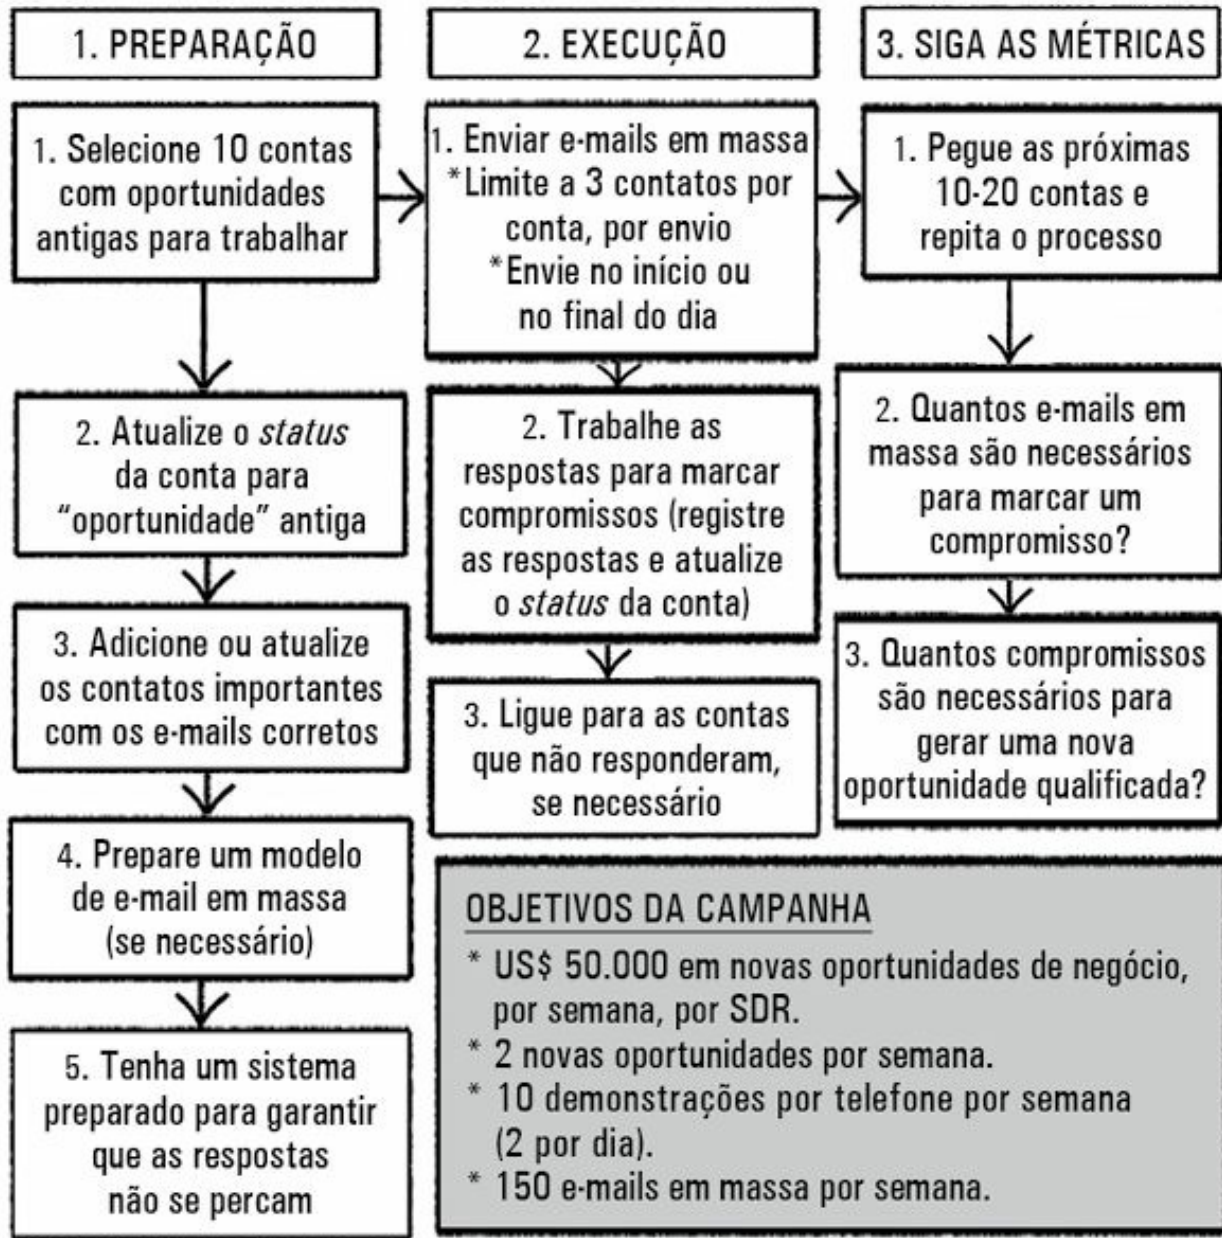 1. PREPARAÇÃO
1. Selecione 10 contas
com oportunidades
antigas para trabalhar
2. Atualize o status
da conta para
“oportunidade” antiga
3. Adicione ou atualize
os contatos importantes
com os e-mails corretos
4. Prepare um modelo
de e-mail em massa
(se necessário)
5. Tenha um sistema
preparado para garantir
que as respostas
não se percam
2. EXECUÇÃO
1. Enviar e-mails em massa
*Limite a 3 contatos por
conta, por envio
*Envie no início ou
no final do dia
2. Trabalhe as
respostas para marcar
compromissos (registre
as respostas e atualize
o status da conta)
3. Ligue para as contas
que não responderam,
se necessário
3. SIGA AS MÉTRICAS
1. Pegue as próximas
10-20 contas e
repita o processo
2. Quantos e-mails em
massa são necessários
para marcar um
compromisso?
3. Quantos compromissos
são necessários para
gerar uma nova
oportunidade qualificada?
OBJETIVOS DA CAMPANHA
* US$ 50.000 em novas oportunidades de negócio,
por semana, por SDR.
* 2 novas oportunidades por semana.
* 10 demonstrações por telefone por semana
(2 por dia).
* 150 e-mails em massa por semana.